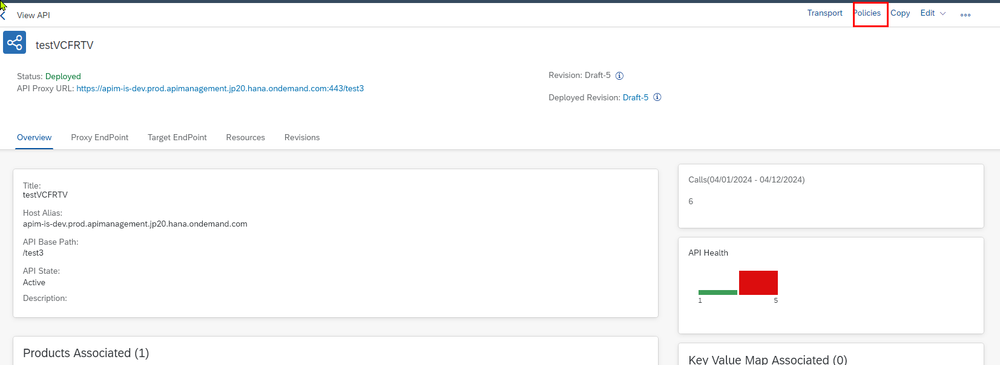 View API
Transport Policies Copy Edit
testVCFRTV
Status: Deployed
API Proxy URL: https://apim-is-dev.prod.apimanagement.jp20.hana.ondemand.com:443/test3
Revision: Draft-5
Deployed Revision: Draft-5
Overview Proxy EndPoint Target EndPoint Resources Revisions
Title:
testVCFRTV
Host Alias:
apim-is-dev.prod.apimanagement.jp20.hana.ondemand.com
API Base Path:
/test3
API State:
Active
Description:
Calls(04/01/2024 - 04/12/2024)
6
API Health
1 5
Products Associated (1)
Key Value Map Associated (0)